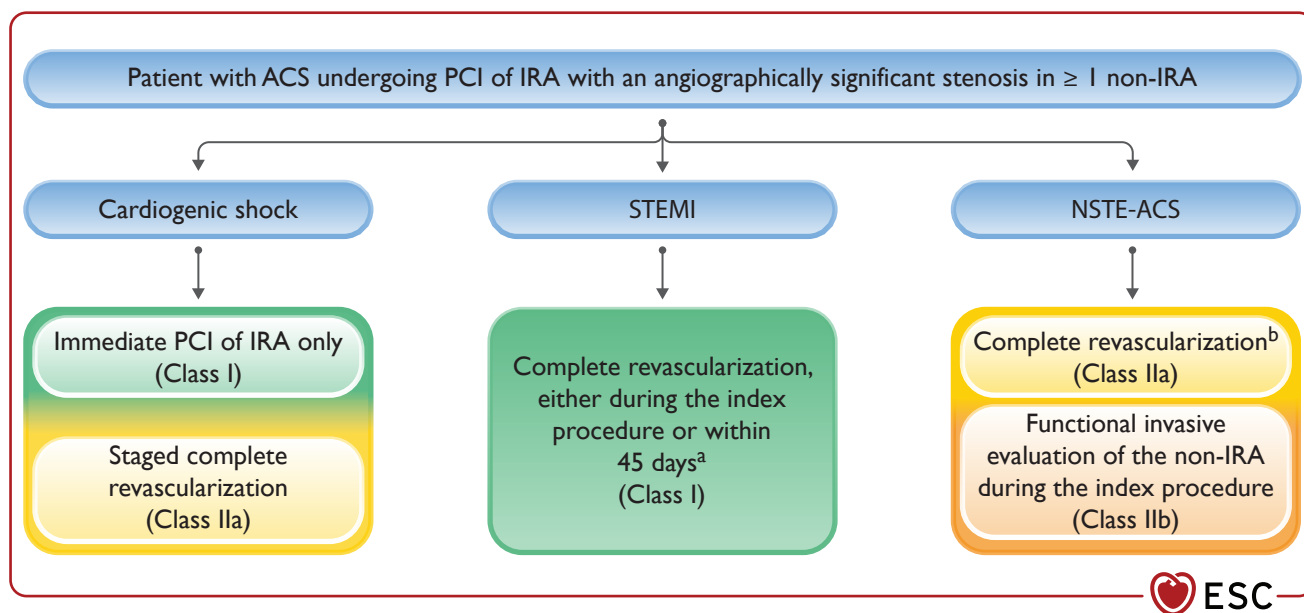 Patient with ACS undergoing PCI of IRA with an angiographically significant stenosis in ≥ 1 non-IRA
Cardiogenic shock
STEMI
NSTE-ACS
Immediate PCI of IRA only
(Class I)
Staged complete
revascularization
(Class IIa)
Complete revascularization,
either during the index
procedure or within
45 daysᵃ
(Class I)
Complete revascularizationᵇ
(Class IIa)
Functional invasive
evaluation of the non-IRA
during the index procedure
(Class IIb)
ESC